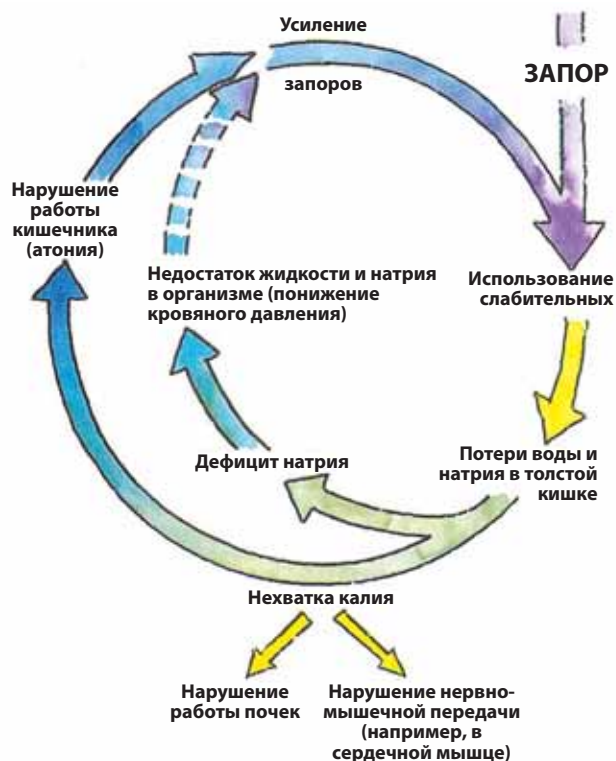 Усиление
запоров
ЗАПОР
Нарушение
работы
кишечника
(атония)
Недостаток жидкости и натрия
в организме (понижение
кровяного давления)
Использование
слабительных
Дефицит натрия
Потери воды и
натрия в толстой
кишке
Нехватка калия
Нарушение
работы почек
Нарушение нервно-
мышечной передачи
(например, в
сердечной мышце)